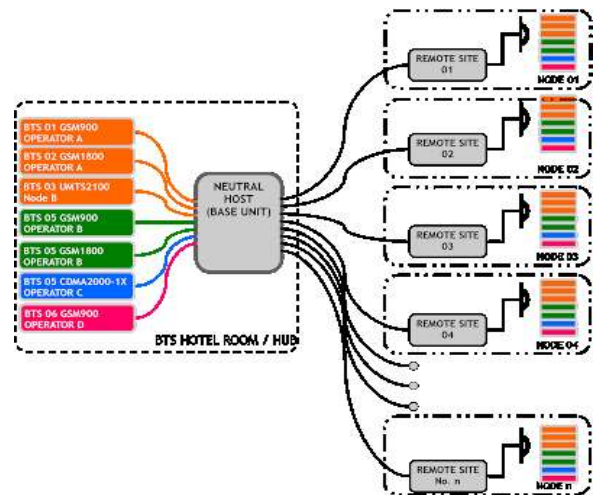 BTS 01 GSM900
OPERATOR A
BTS 02 GSM1800
OPERATOR A
BTS 03 UMTS2100
Node B
BTS 05 GSM900
OPERATOR B
BTS 05 GSM1800
OPERATOR B
BTS 05 CDMA2000-1X
OPERATOR C
BTS 06 GSM900
OPERATOR D
NEUTRAL
HOST
(BASE UNIT)
BTS HOTEL ROOM / HUB
REMOTE SITE
01
NODE 01
REMOTE SITE
02
NODE 02
REMOTE SITE
03
NODE 03
REMOTE SITE
04
NODE 04
REMOTE SITE
No. n
NODE n